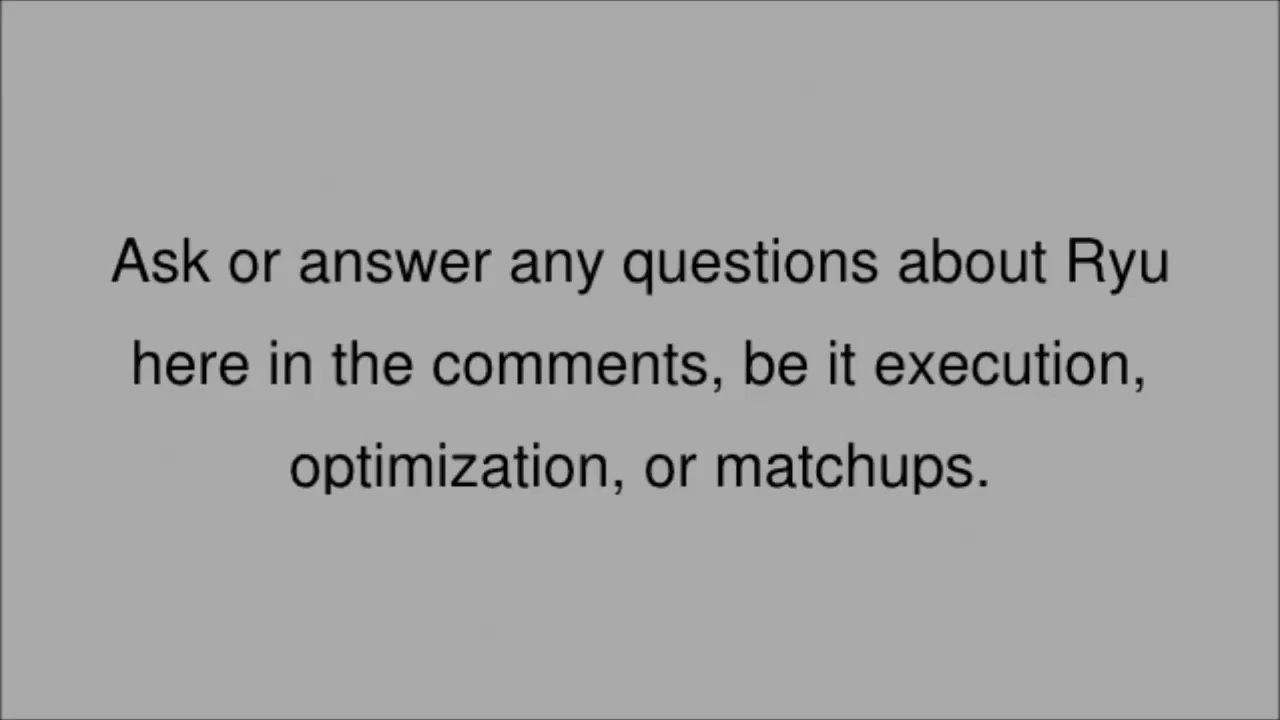 Ask or answer any questions about Ryu
here in the comments, be it execution,
optimization, or matchups.